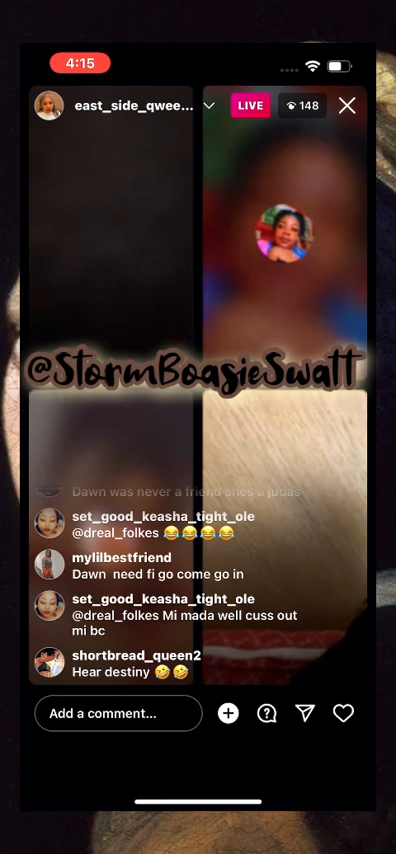 4:15
east_side_qwee...
LIVE
148
@StormBoasieSwatt
Dawn was never a friend shes a judas
set_good_keasha_tight_ole
@dreal_folkes 😂😂😂😂
mylilbestfriend
Dawn  need fi go come go in
set_good_keasha_tight_ole
@dreal_folkes Mi mada well cuss out
mi bc
shortbread_queen2
Hear destiny 🤣🤣
Add a comment...